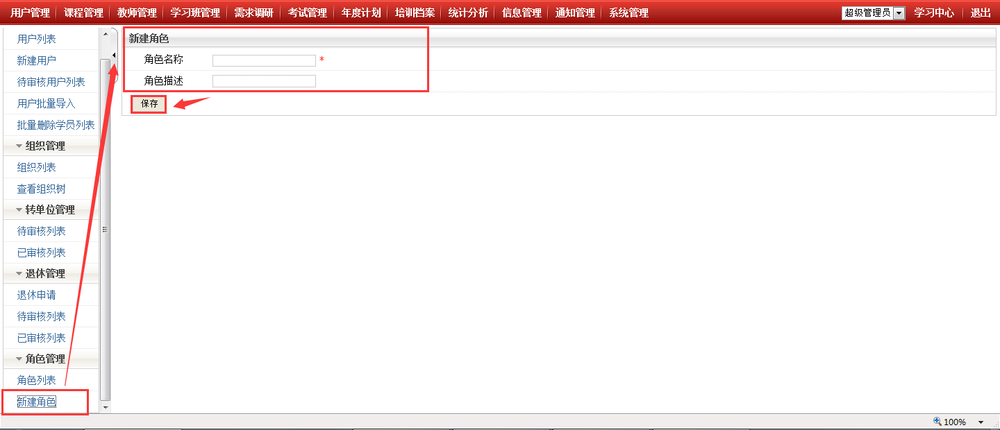 用户管理 课程管理 教师管理 学习班管理 需求调研 考试管理 年度计划 培训档案 统计分析 信息管理 通知管理 系统管理 超级管理员 学习中心 退出
用户列表
新建用户
待审核用户列表
用户批量导入
批量删除学员列表
组织管理
组织列表
查看组织树
转单位管理
待审核列表
已审核列表
退休管理
退休申请
待审核列表
已审核列表
角色管理
角色列表
新建角色
新建角色
角色名称 *
角色描述
保存
100%